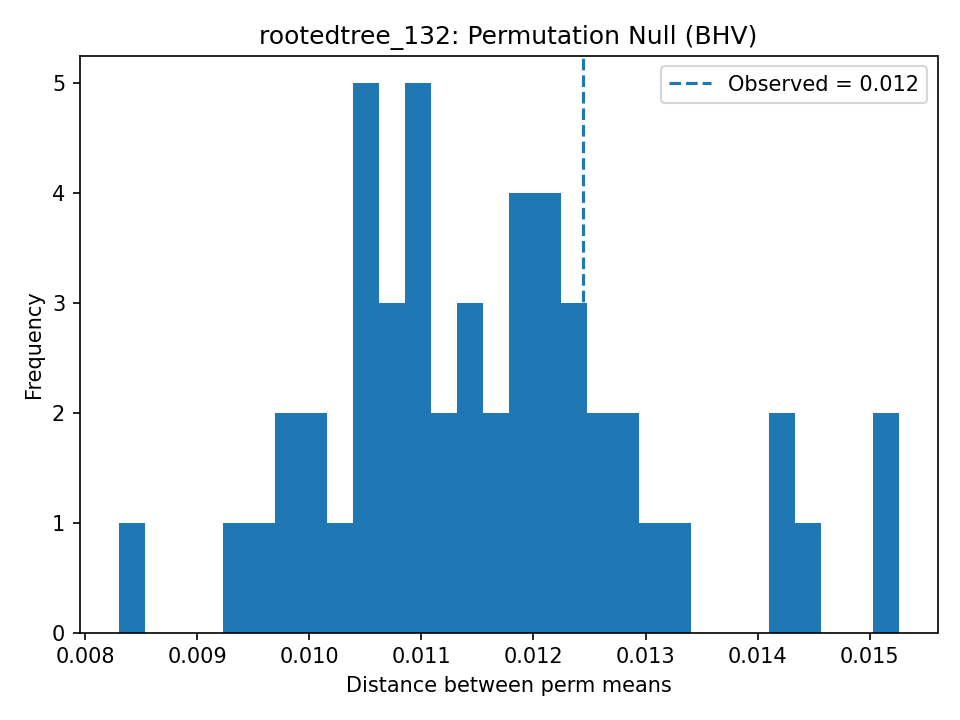 rootedtree_132: Permutation Null (BHV)
Observed = 0.012
Frequency
5
4
3
2
1
0
0.008 0.009 0.010 0.011 0.012 0.013 0.014 0.015
Distance between perm means